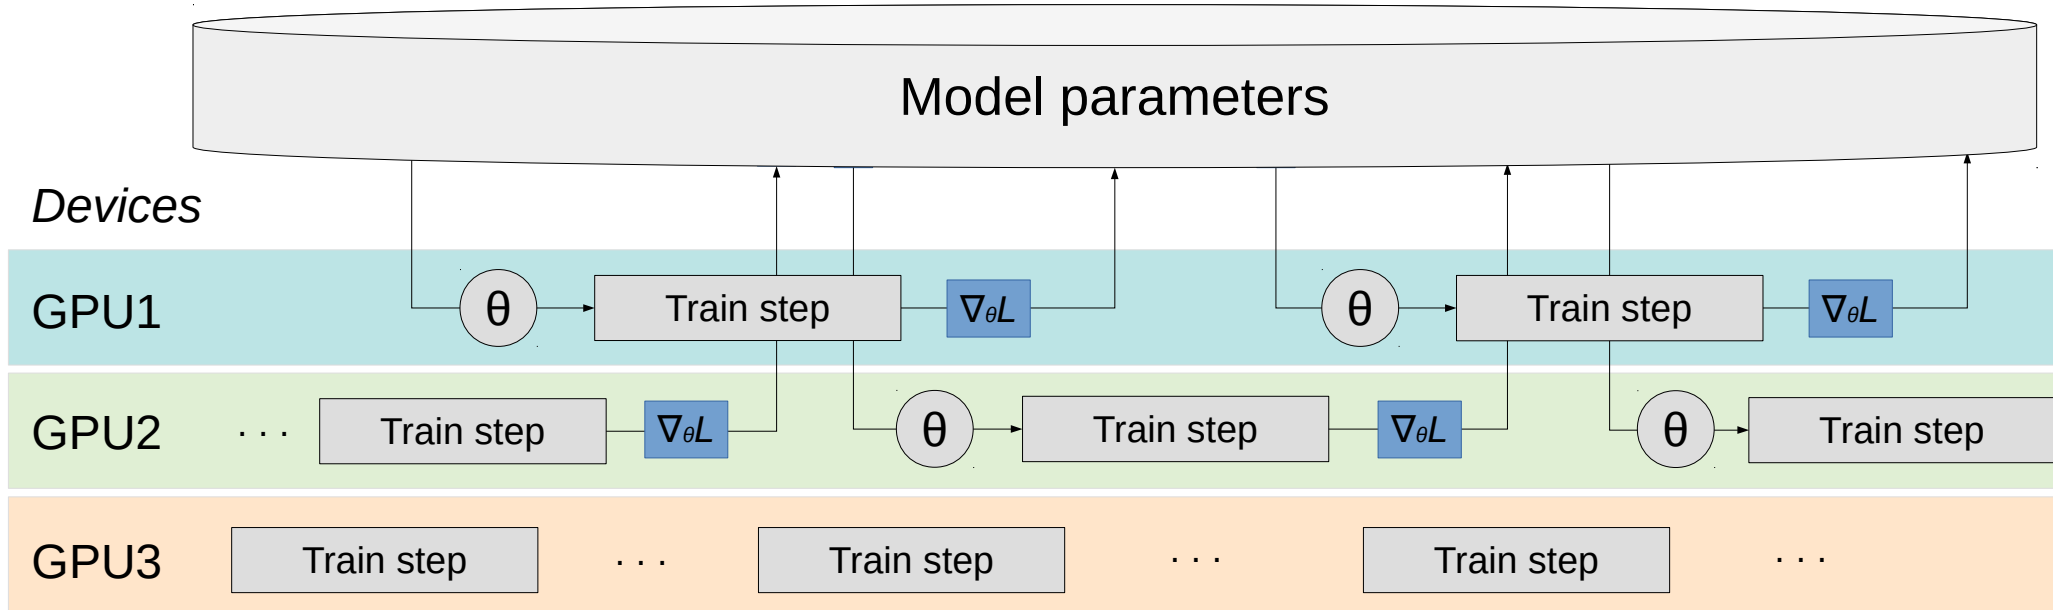 Model parameters
Devices
GPU1 θ Train step ∇θL θ Train step ∇θL
GPU2 · · · Train step ∇θL θ Train step ∇θL θ Train step
GPU3 Train step · · · Train step · · · Train step · · ·